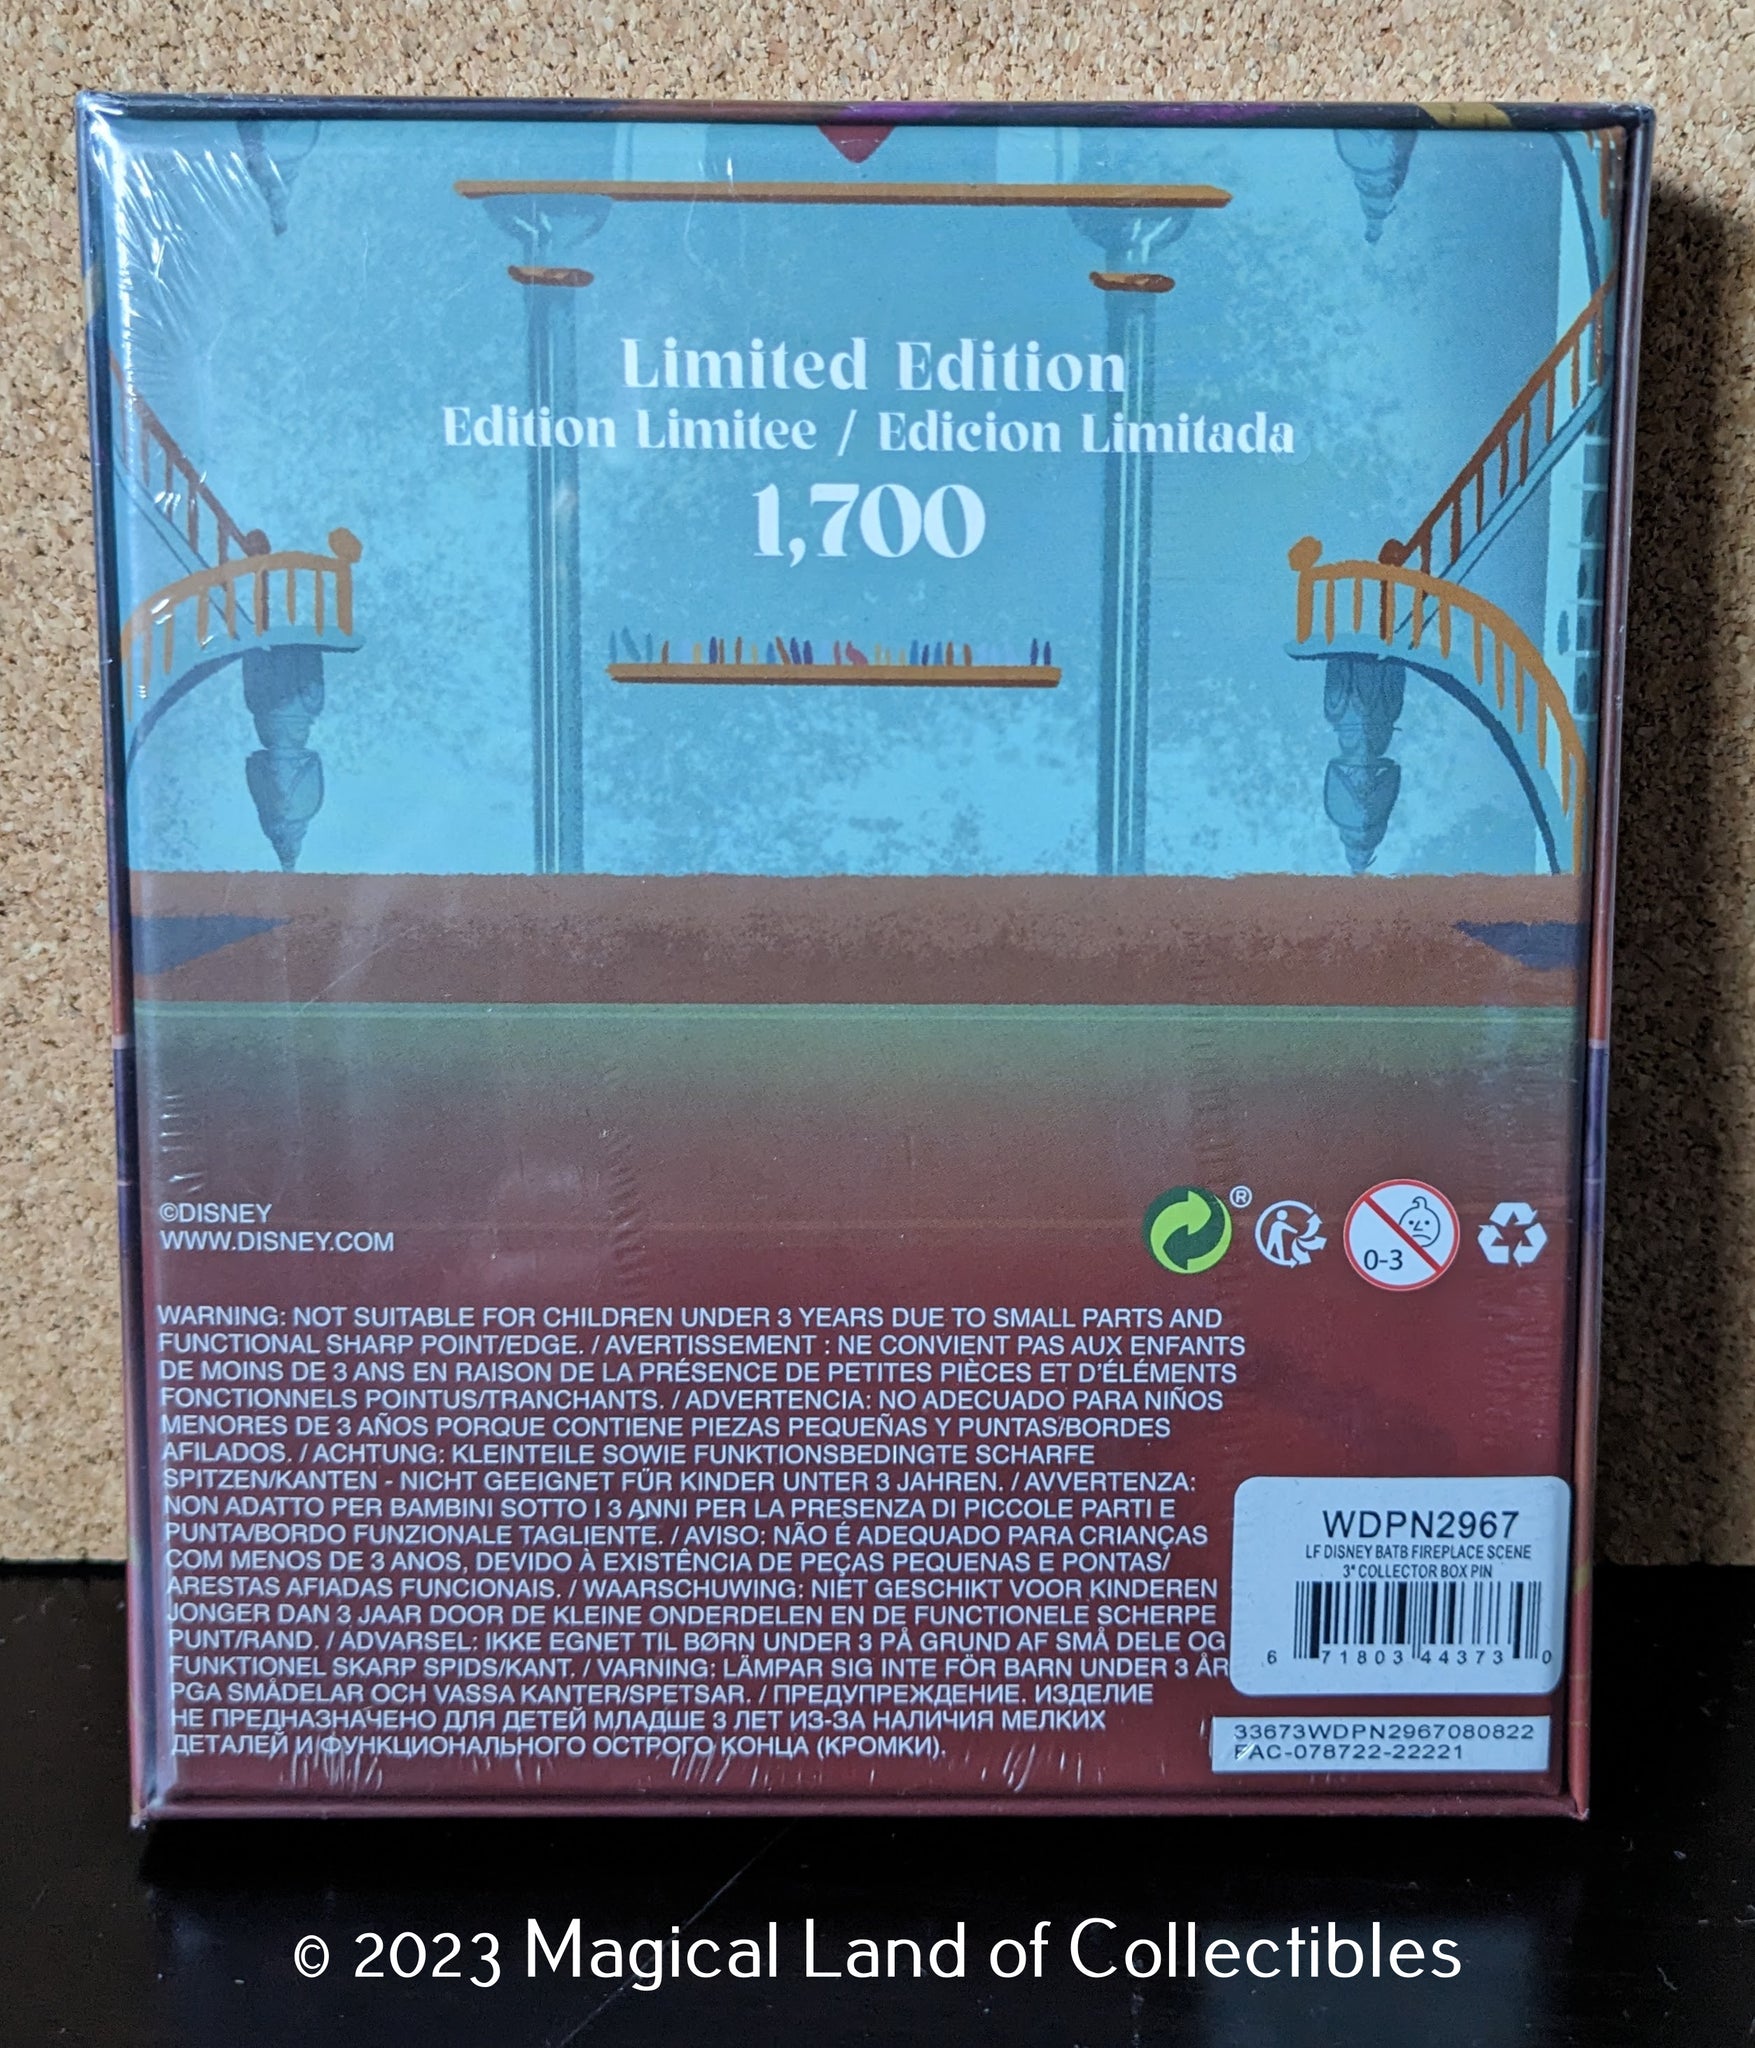 Limited Edition
Edition Limitee / Edicion Limitada
1,700
©DISNEY
WWW.DISNEY.COM
®
0-3
WARNING: NOT SUITABLE FOR CHILDREN UNDER 3 YEARS DUE TO SMALL PARTS AND
FUNCTIONAL SHARP POINT/EDGE. / AVERTISSEMENT : NE CONVIENT PAS AUX ENFANTS
DE MOINS DE 3 ANS EN RAISON DE LA PRÉSENCE DE PETITES PIÈCES ET D'ÉLÉMENTS
FONCTIONNELS POINTUS/TRANCHANTS. / ADVERTENCIA: NO ADECUADO PARA NIÑOS
MENORES DE 3 AÑOS PORQUE CONTIENE PIEZAS PEQUEÑAS Y PUNTAS/BORDES
AFILADOS. / ACHTUNG: KLEINTEILE SOWIE FUNKTIONSBEDINGTE SCHARFE
SPITZEN/KANTEN - NICHT GEEIGNET FÜR KINDER UNTER 3 JAHREN. / AVVERTENZA:
NON ADATTO PER BAMBINI SOTTO I 3 ANNI PER LA PRESENZA DI PICCOLE PARTI E
PUNTA/BORDO FUNZIONALE TAGLIENTE. / AVISO: NÃO É ADEQUADO PARA CRIANÇAS
COM MENOS DE 3 ANOS, DEVIDO À EXISTÊNCIA DE PEÇAS PEQUENAS E PONTAS/
ARESTAS AFIADAS FUNCIONAIS. / WAARSCHUWING: NIET GESCHIKT VOOR KINDEREN
JONGER DAN 3 JAAR DOOR DE KLEINE ONDERDELEN EN DE FUNCTIONELE SCHERPE
PUNT/RAND. / ADVARSEL: IKKE EGNET TIL BØRN UNDER 3 PÅ GRUND AF SMÅ DELE OG
FUNKTIONEL SKARP SPIDS/KANT. / VARNING: LÄMPAR SIG INTE FÖR BARN UNDER 3 ÅR
PGA SMÅDELAR OCH VASSA KANTER/SPETSAR. / ПРЕДУПРЕЖДЕНИЕ. ИЗДЕЛИЕ
НЕ ПРЕДНАЗНАЧЕНО ДЛЯ ДЕТЕЙ МЛАДШЕ 3 ЛЕТ ИЗ-ЗА НАЛИЧИЯ МЕЛКИХ
ДЕТАЛЕЙ И ФУНКЦИОНАЛЬНОГО ОСТРОГО КОНЦА (КРОМКИ).
WDPN2967
LF DISNEY BATB FIREPLACE SCENE
3" COLLECTOR BOX PIN
6 71803 44373 0
33673WDPN2967080822
FAC-078722-22221
© 2023 Magical Land of Collectibles